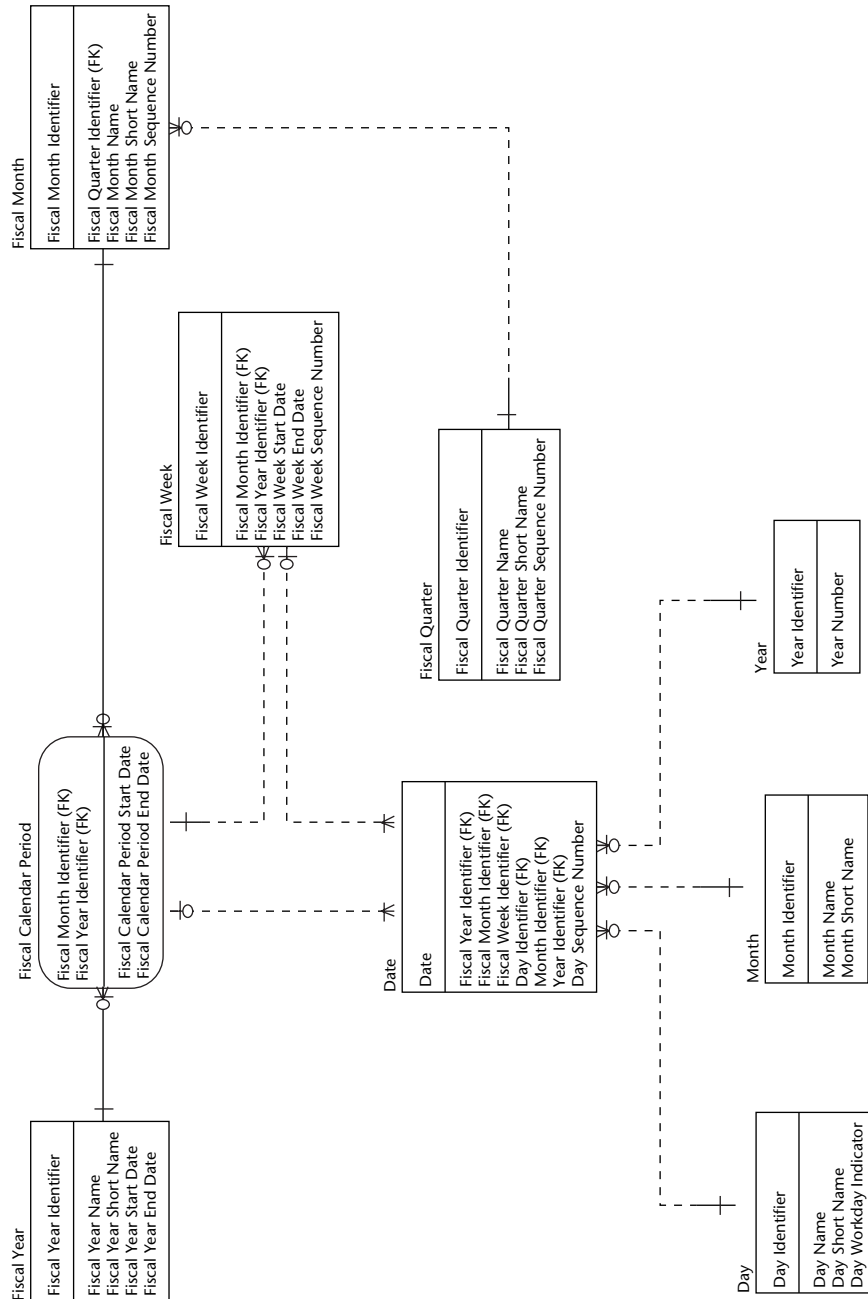 Fiscal Year
Fiscal Year Identifier
Fiscal Year Name
Fiscal Year Short Name
Fiscal Year Start Date
Fiscal Year End Date
Fiscal Calendar Period
Fiscal Month Identifier (FK)
Fiscal Year Identifier (FK)
Fiscal Calendar Period Start Date
Fiscal Calendar Period End Date
Fiscal Month
Fiscal Month Identifier
Fiscal Quarter Identifier (FK)
Fiscal Month Name
Fiscal Month Short Name
Fiscal Month Sequence Number
Fiscal Week
Fiscal Week Identifier
Fiscal Month Identifier (FK)
Fiscal Year Identifier (FK)
Fiscal Week Start Date
Fiscal Week End Date
Fiscal Week Sequence Number
Date
Date
Fiscal Year Identifier (FK)
Fiscal Month Identifier (FK)
Fiscal Week Identifier (FK)
Day Identifier (FK)
Month Identifier (FK)
Year Identifier (FK)
Day Sequence Number
Fiscal Quarter
Fiscal Quarter Identifier
Fiscal Quarter Name
Fiscal Quarter Short Name
Fiscal Quarter Sequence Number
Day
Day Identifier
Day Name
Day Short Name
Day Workday Indicator
Month
Month Identifier
Month Name
Month Short Name
Year
Year Identifier
Year Number